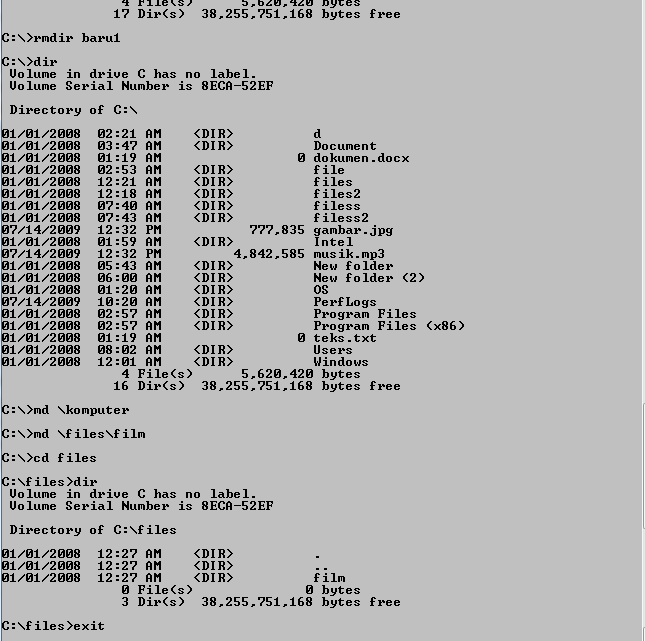 4 File(s)      5,620,420 bytes
17 Dir(s)  38,255,751,168 bytes free
C:\>rmdir baru1
C:\>dir
Volume in drive C has no label.
Volume Serial Number is 8ECA-52EF
Directory of C:\
01/01/2008  02:21 AM    <DIR>          d
01/01/2008  03:47 AM    <DIR>          Document
01/01/2008  01:19 AM                 0 dokumen.docx
01/01/2008  02:53 AM    <DIR>          file
01/01/2008  12:21 AM    <DIR>          files
01/01/2008  12:18 AM    <DIR>          files2
01/01/2008  07:40 AM    <DIR>          filess
01/01/2008  07:43 AM    <DIR>          filess2
07/14/2009  12:32 PM           777,835 gambar.jpg
01/01/2008  01:59 AM    <DIR>          Intel
07/14/2009  12:32 PM         4,842,585 musik.mp3
01/01/2008  05:43 AM    <DIR>          New folder
01/01/2008  06:00 AM    <DIR>          New folder (2)
01/01/2008  01:20 AM    <DIR>          OS
07/14/2009  10:20 AM    <DIR>          PerfLogs
01/01/2008  02:57 AM    <DIR>          Program Files
01/01/2008  02:57 AM    <DIR>          Program Files (x86)
01/01/2008  01:19 AM                 0 teks.txt
01/01/2008  08:02 AM    <DIR>          Users
01/01/2008  12:01 AM    <DIR>          Windows
4 File(s)      5,620,420 bytes
16 Dir(s)  38,255,751,168 bytes free
C:\>md \komputer
C:\>md \files\film
C:\>cd files
C:\files>dir
Volume in drive C has no label.
Volume Serial Number is 8ECA-52EF
Directory of C:\files
01/01/2008  12:27 AM    <DIR>          .
01/01/2008  12:27 AM    <DIR>          ..
01/01/2008  12:27 AM    <DIR>          film
0 File(s)              0 bytes
3 Dir(s)  38,255,751,168 bytes free
C:\files>exit